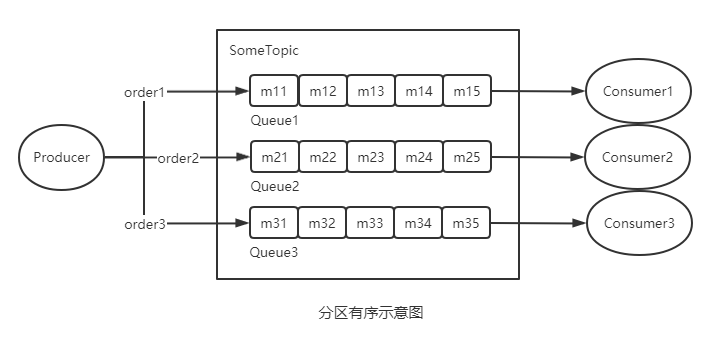 SomeTopic
order1
m11 m12 m13 m14 m15
Consumer1
Queue1
Producer
order2
m21 m22 m23 m24 m25
Consumer2
Queue2
order3
m31 m32 m33 m34 m35
Consumer3
Queue3
分区有序示意图